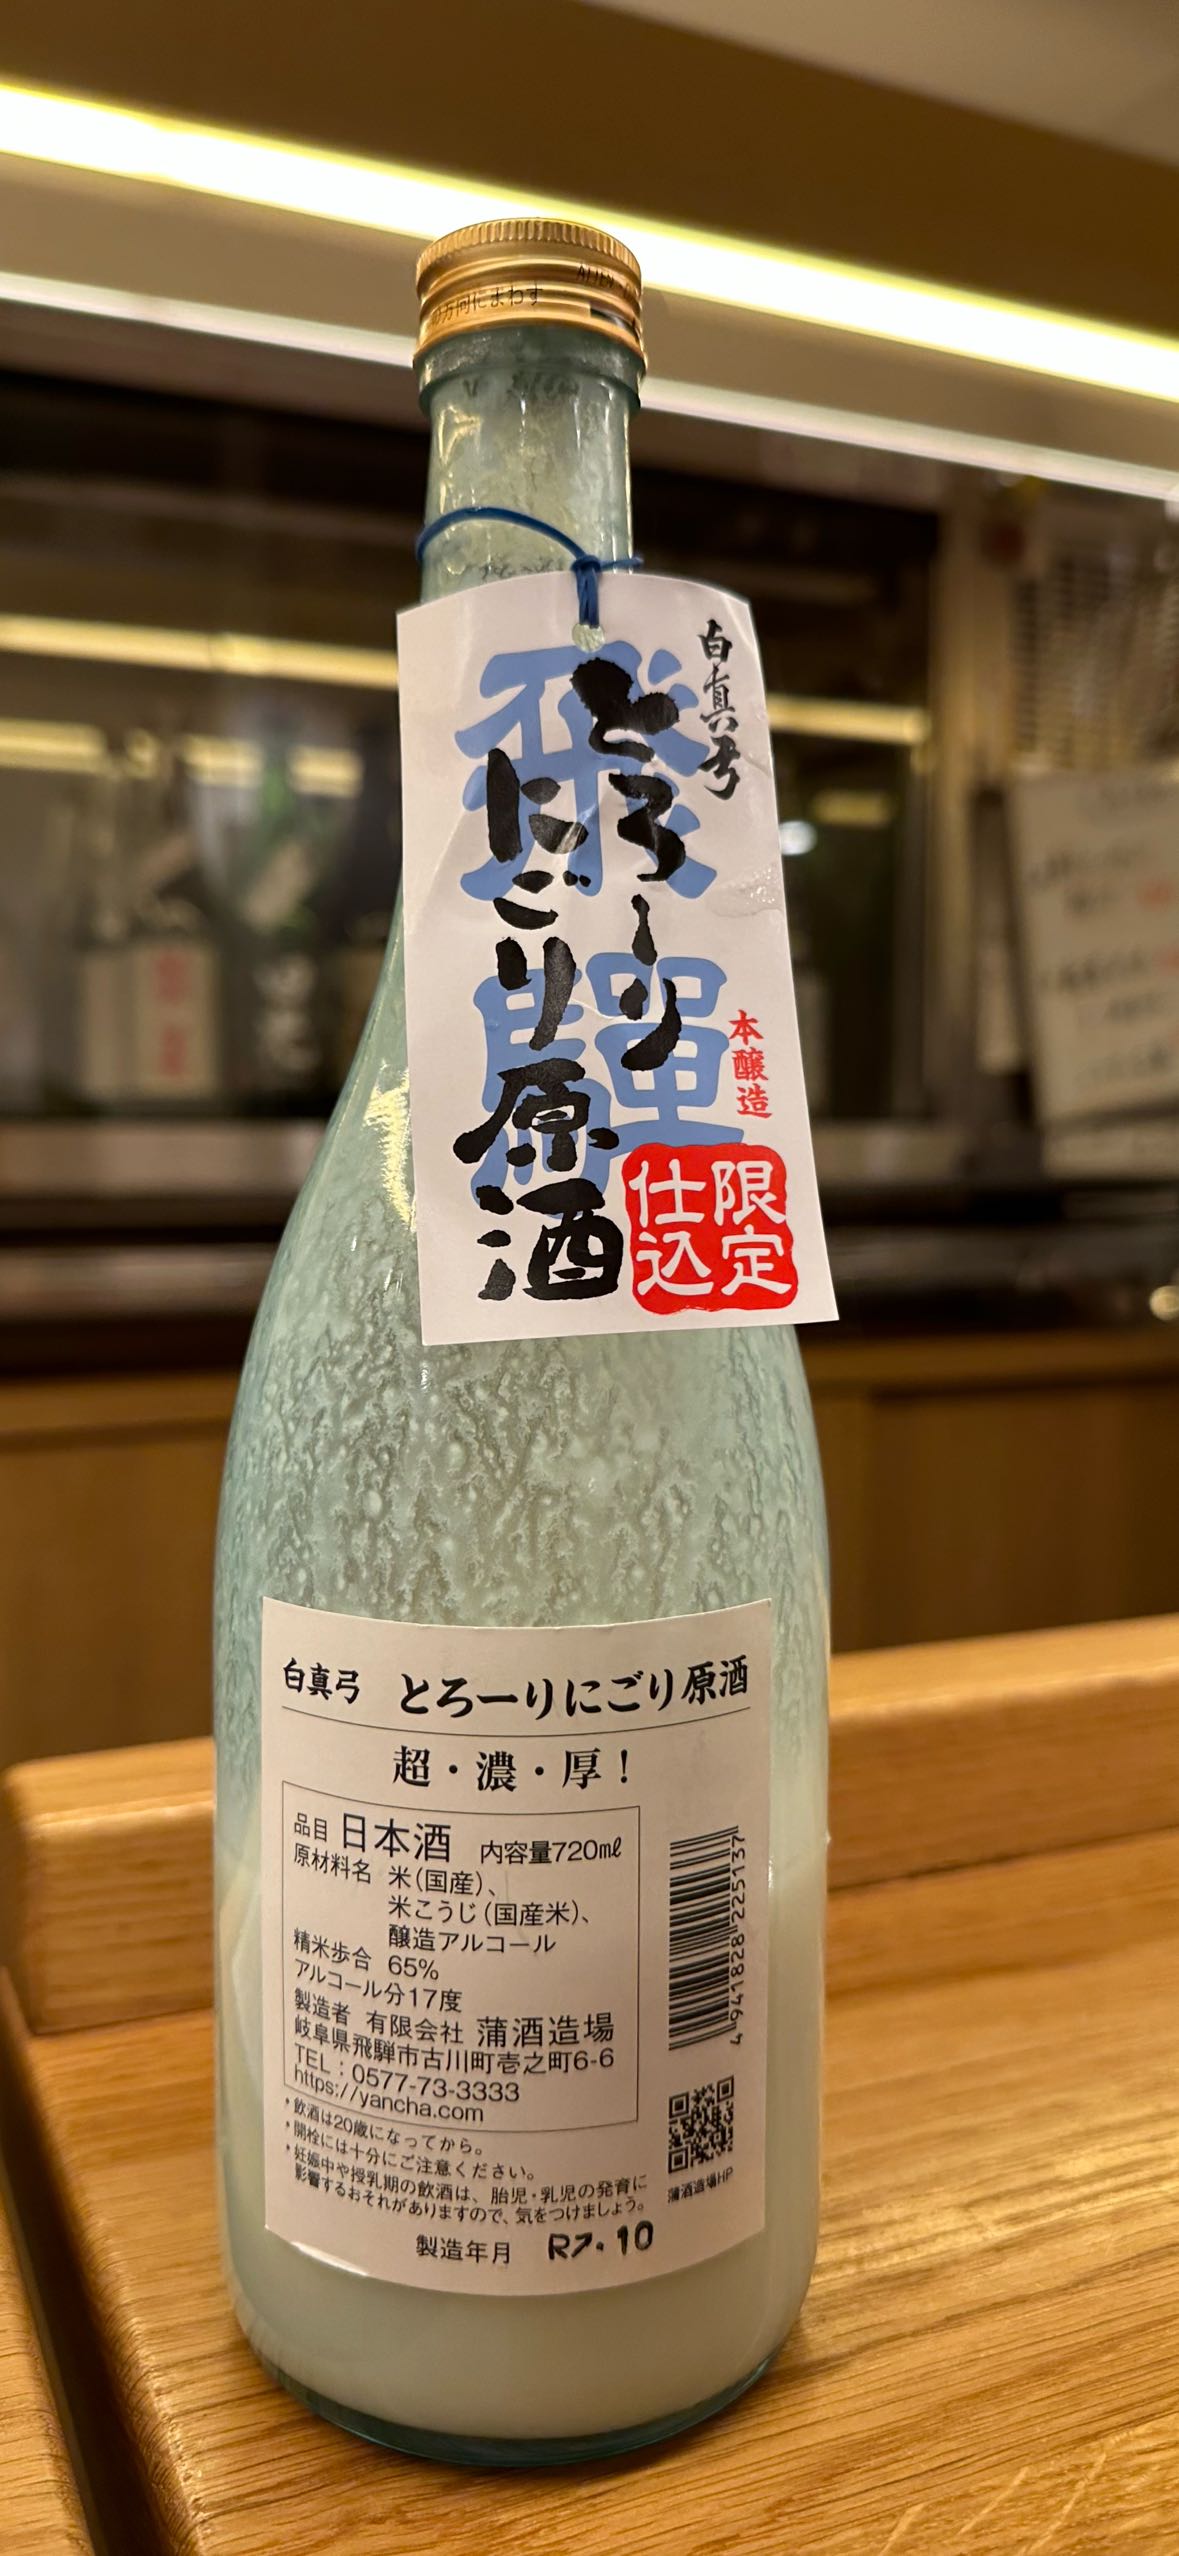 の方向にまわす
白真弓
飛騨
とろーり
にごり原酒
本醸造
限定
仕込
白真弓 とろーりにごり原酒
超・濃・厚!
品目 日本酒 内容量720ml
原材料名 米(国産)、
米こうじ(国産米)、
醸造アルコール
精米歩合 65%
アルコール分17度
製造者 有限会社 蒲酒造場
岐阜県飛騨市古川町壱之町6-6
TEL:0577-73-3333
https://yancha.com
*飲酒は20歳になってから。
*開栓には十分にご注意ください。
*妊娠中や授乳期の飲酒は、胎児・乳児の発育に
影響するおそれがありますので、気をつけましょう。
製造年月 R7.10
4941828225137
蒲酒造場HP